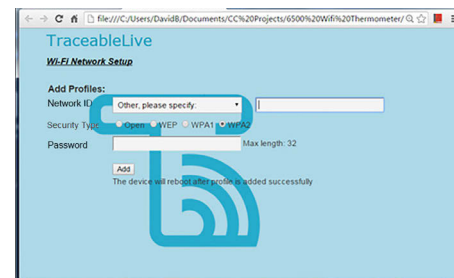 file:///C:/Users/DavidB/Documents/CC%20Projects/6500%20Wifi%20Thermometer/
TraceableLive
Wi-Fi Network Setup
Add Profiles:
Network ID
Other, please specify:
Security Type
Open WEP WPA1 WPA2
Password
Max length: 32
Add
The device will reboot after profile is added successfully